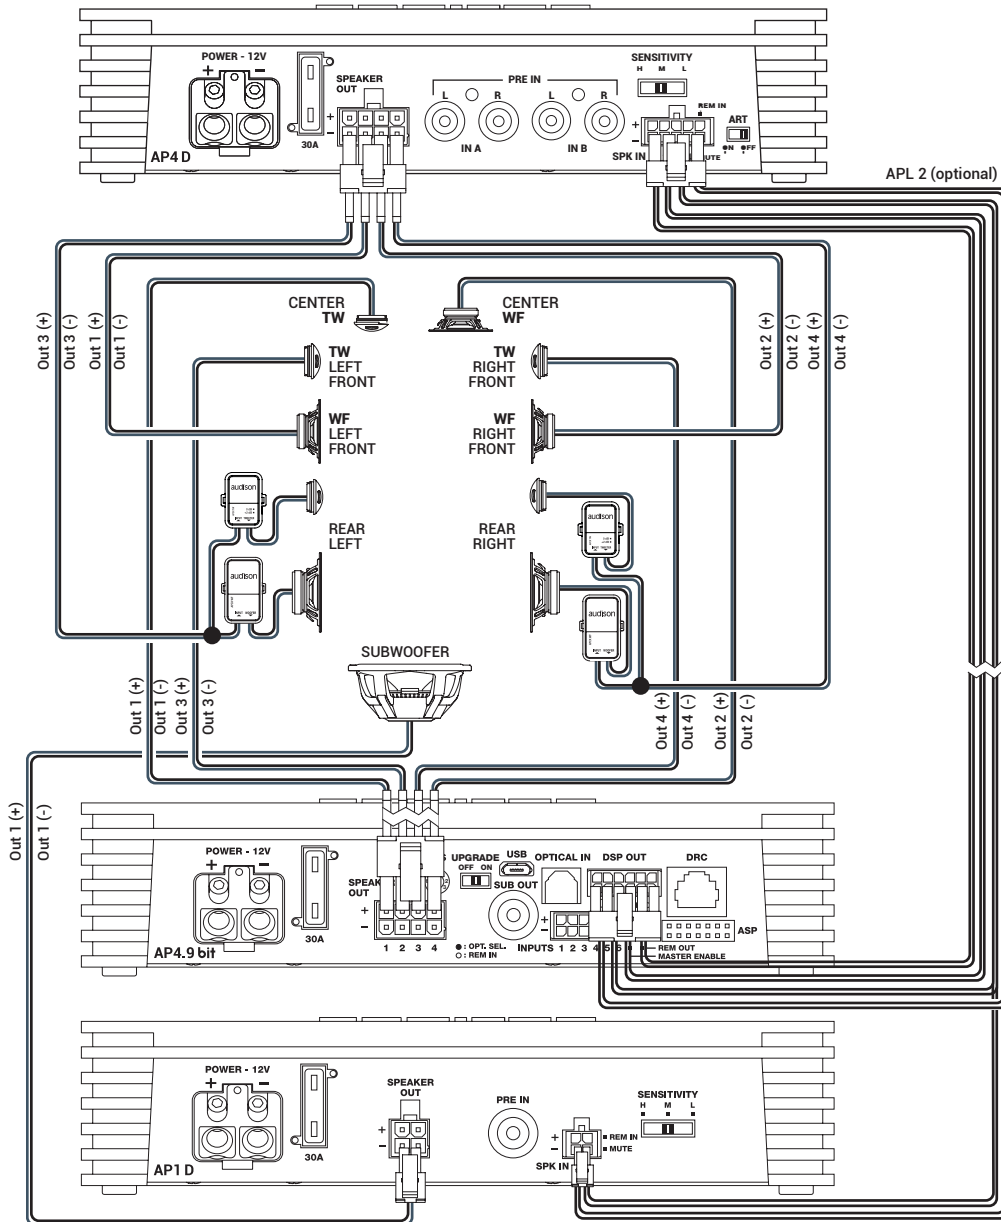 POWER - 12V
+ −
30A
SPEAKER
OUT
+
−
PRE IN
L R L R
IN A IN B
SENSITIVITY
H M L
REM IN
+
−
SPK IN
ART
ON OFF
AP4 D
APL 2 (optional)
Out 3 (+)
Out 3 (-)
Out 1 (+)
Out 1 (-)
CENTER
TW
CENTER
WF
TW
LEFT
FRONT
TW
RIGHT
FRONT
WF
LEFT
FRONT
WF
RIGHT
FRONT
Out 2 (+)
Out 2 (-)
Out 4 (+)
Out 4 (-)
audison
audison
REAR
LEFT
REAR
RIGHT
audison
audison
SUBWOOFER
Out 1 (+)
Out 1 (-)
Out 3 (+)
Out 3 (-)
Out 4 (+)
Out 4 (-)
Out 2 (+)
Out 2 (-)
Out 1 (+)
Out 1 (-)
POWER - 12V
+ −
30A
OUT
+
−
1 2 3 4
UPGRADE
OFF ON
USB
SUB OUT
OPTICAL IN
DSP OUT
DRC
+
−
ASP
● : OPT. SEL.
○ : REM IN
INPUTS 1 2 3 4 5 6
REM OUT
MASTER ENABLE
AP4.9 bit
POWER - 12V
+ −
30A
SPEAKER
OUT
+
−
PRE IN
+
−
SPK IN
REM IN
MUTE
SENSITIVITY
H M L
AP1 D